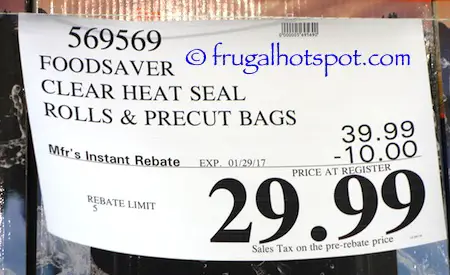 569569
© frugalhotspot.com
FOODSAVER
CLEAR HEAT SEAL
ROLLS & PRECUT BAGS
39.99
Mfr's Instant Rebate EXP. 01/29/17 -10.00
PRICE AT REGISTER
REBATE LIMIT
5
29.99
Sales Tax on the pre-rebate price